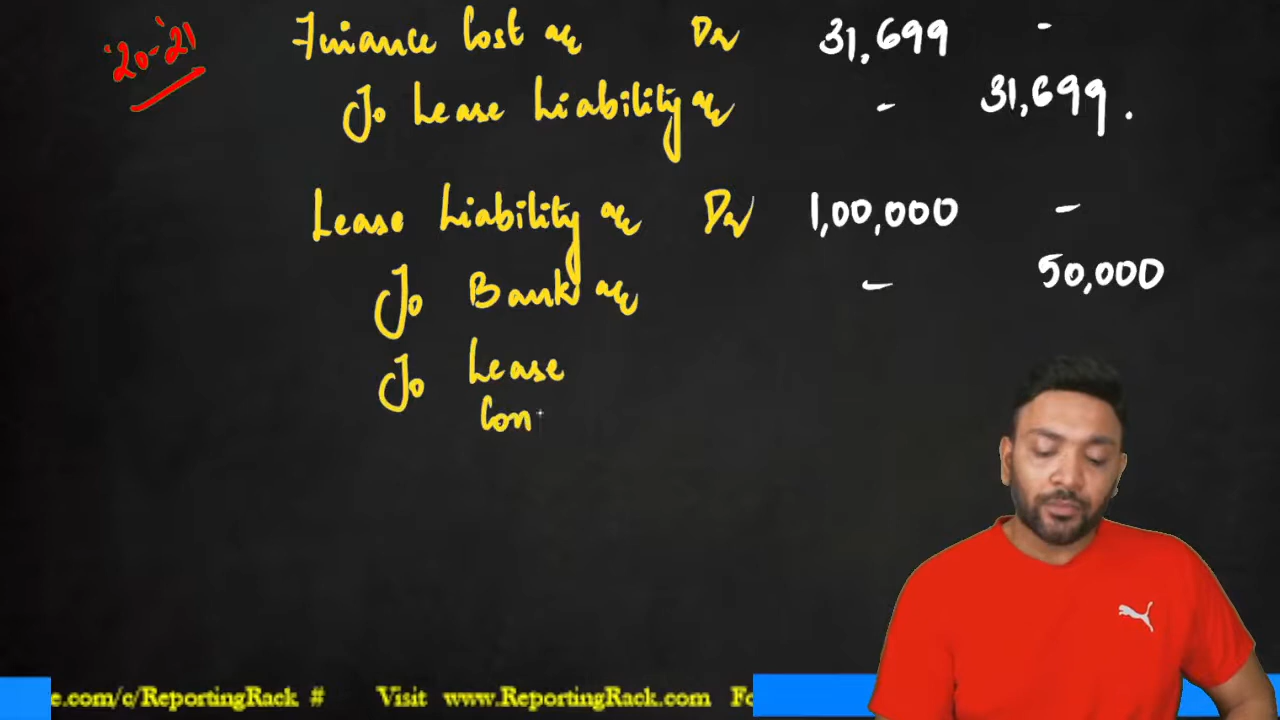 '20-'21
Finance Cost a/c Dr 31,699 -
To Lease Liability a/c - 31,699.
Lease Liability a/c Dr 1,00,000 -
To Bank a/c - 50,000
To Lease
Con
e.com/c/ReportingRack # Visit www.ReportingRack.com Fo